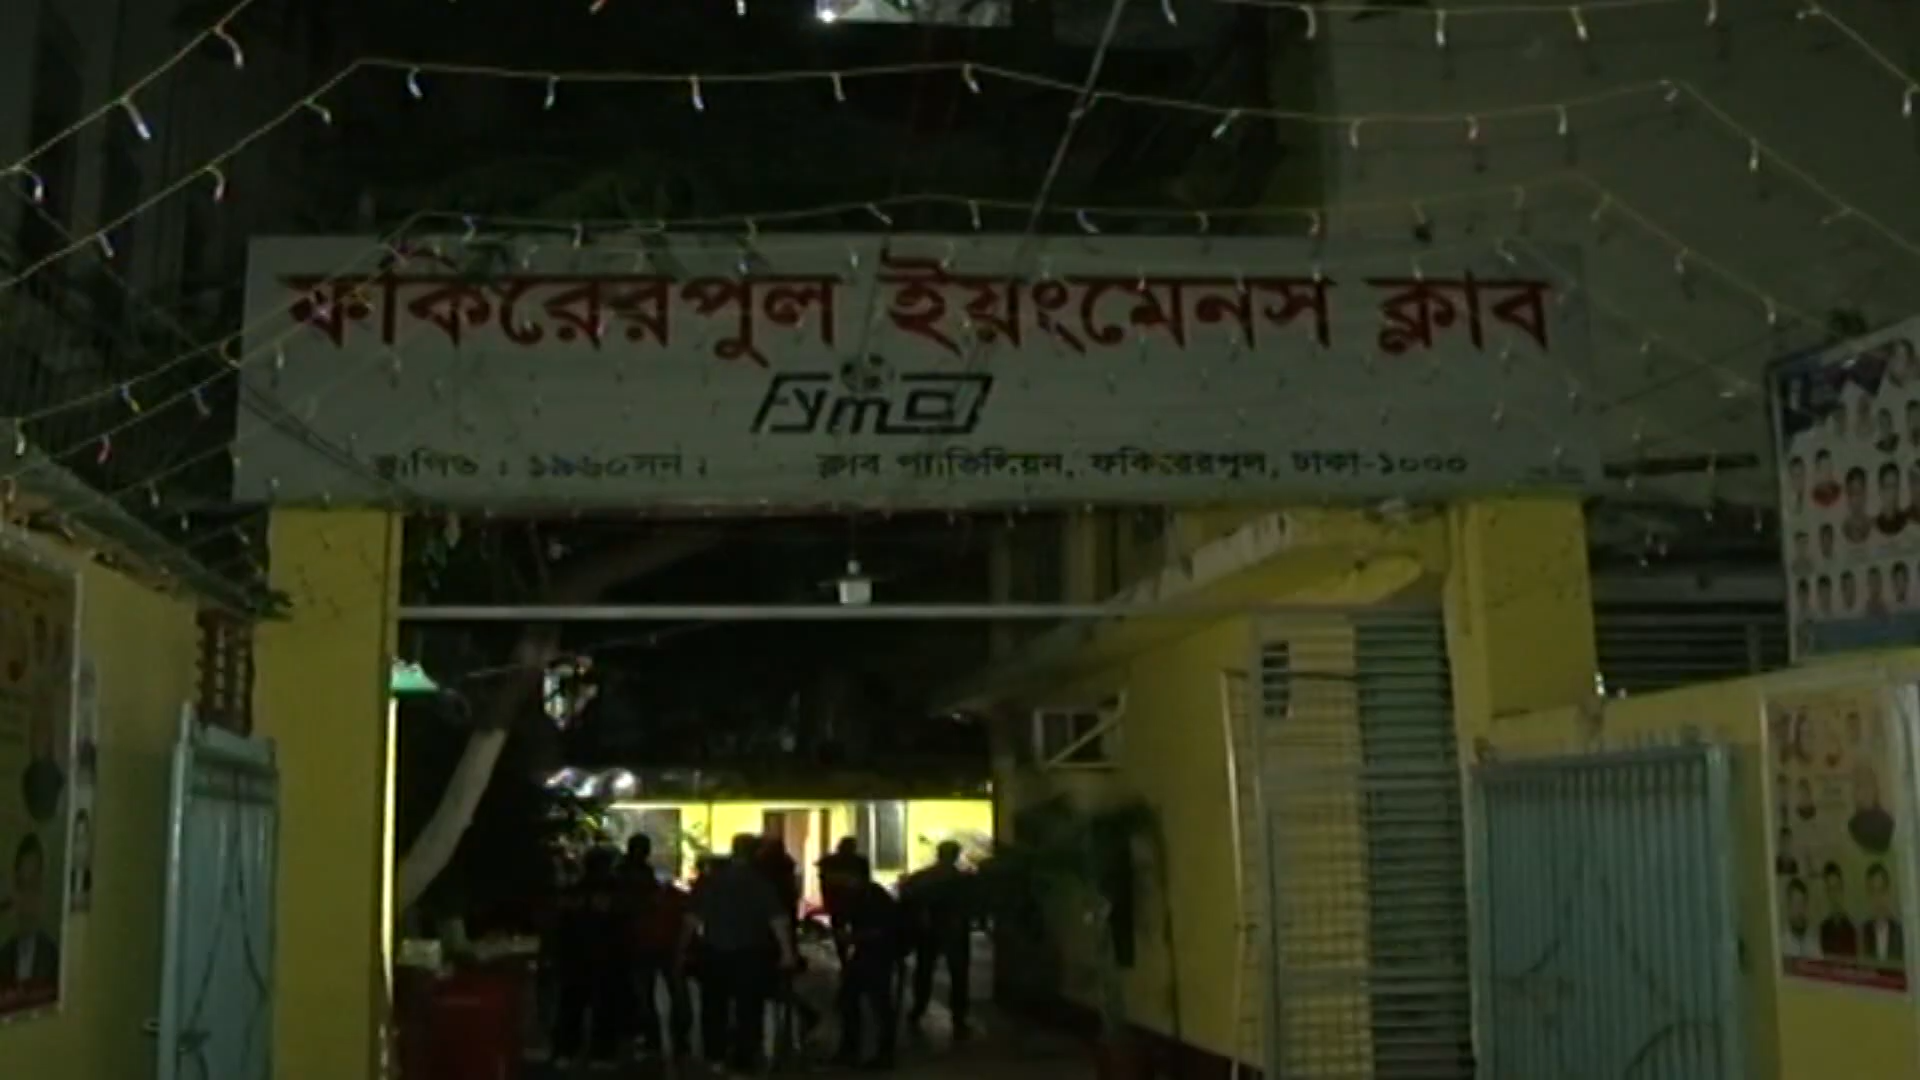 ফকিরেরপুল ইয়ংমেনস ক্লাব
FYMC
স্থাপিত : ১৯৬০সন ।
ক্লাব প্যাভিলিয়ন, ফকিরেরপুল, ঢাকা-১০০০